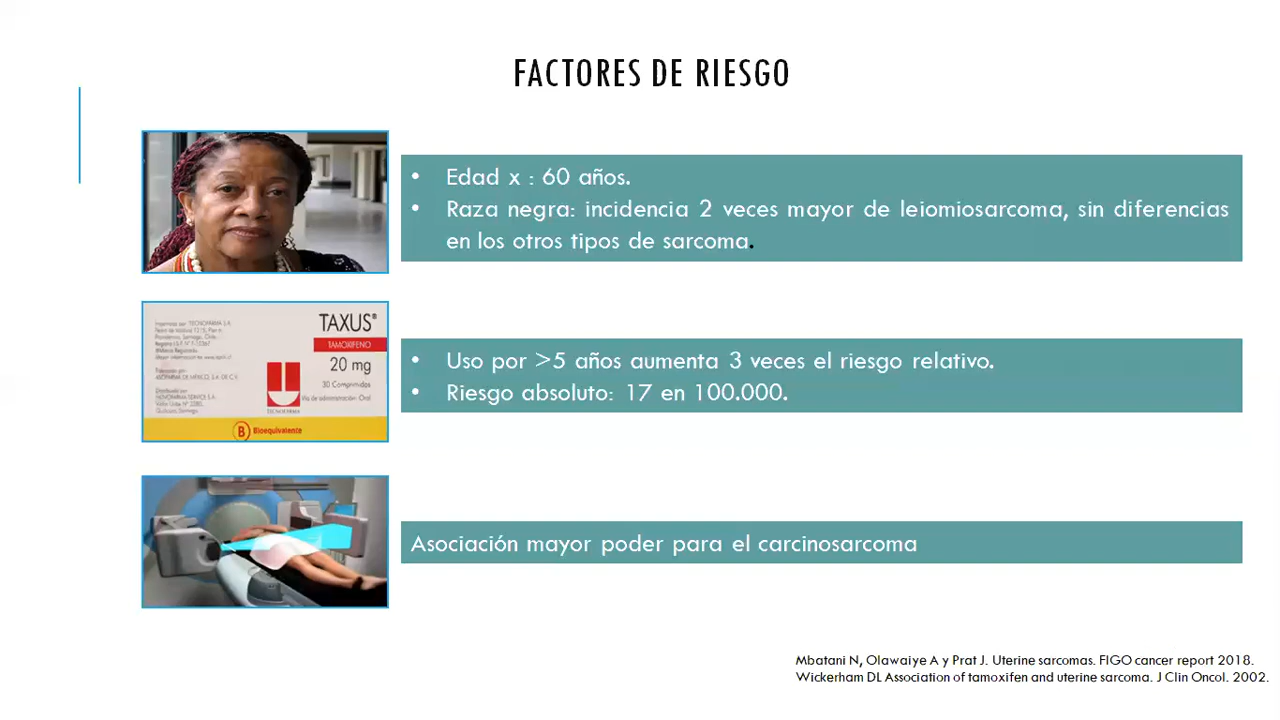 FACTORES DE RIESGO
• Edad x : 60 años.
• Raza negra: incidencia 2 veces mayor de leiomiosarcoma, sin diferencias
en los otros tipos de sarcoma.
TAXUS®
TAMOXIFENO
20 mg
30 Comprimidos
Vía de administración: Oral
TECNOFARMA
B Bioequivalente
• Uso por >5 años aumenta 3 veces el riesgo relativo.
• Riesgo absoluto: 17 en 100.000.
Asociación mayor poder para el carcinosarcoma
Mbatani N, Olawaiye A y Prat J. Uterine sarcomas. FIGO cancer report 2018.
Wickerham DL Association of tamoxifen and uterine sarcoma. J Clin Oncol. 2002.